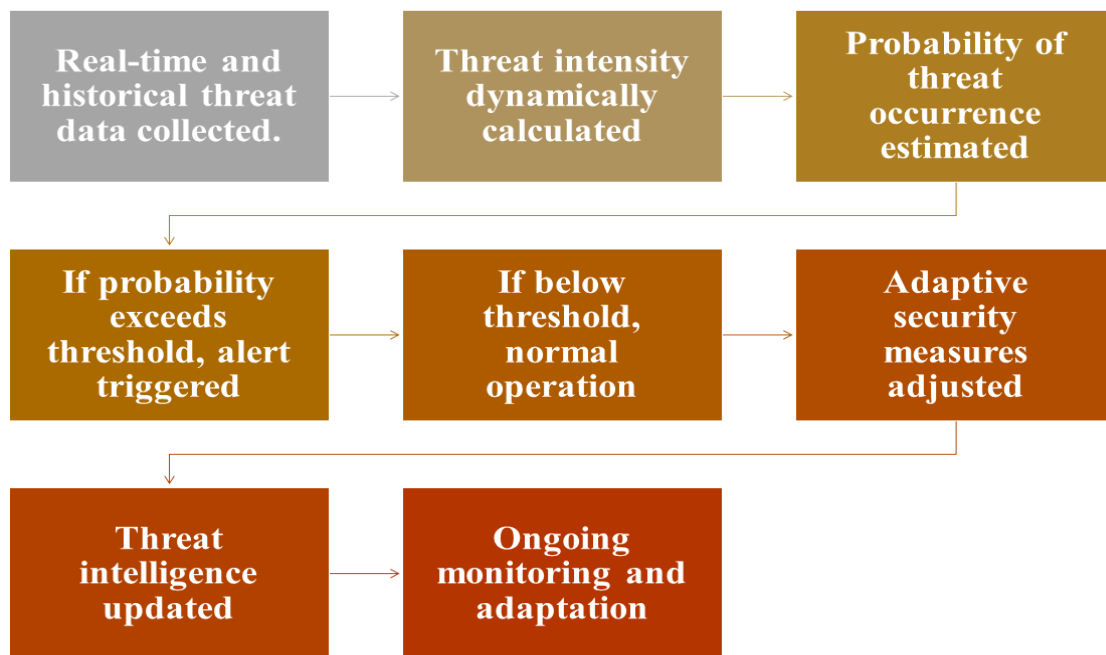 Real-time and
historical threat
data collected.
Threat intensity
dynamically
calculated
Probability of
threat
occurrence
estimated
If probability
exceeds
threshold, alert
triggered
If below
threshold,
normal
operation
Adaptive
security
measures
adjusted
Threat
intelligence
updated
Ongoing
monitoring and
adaptation